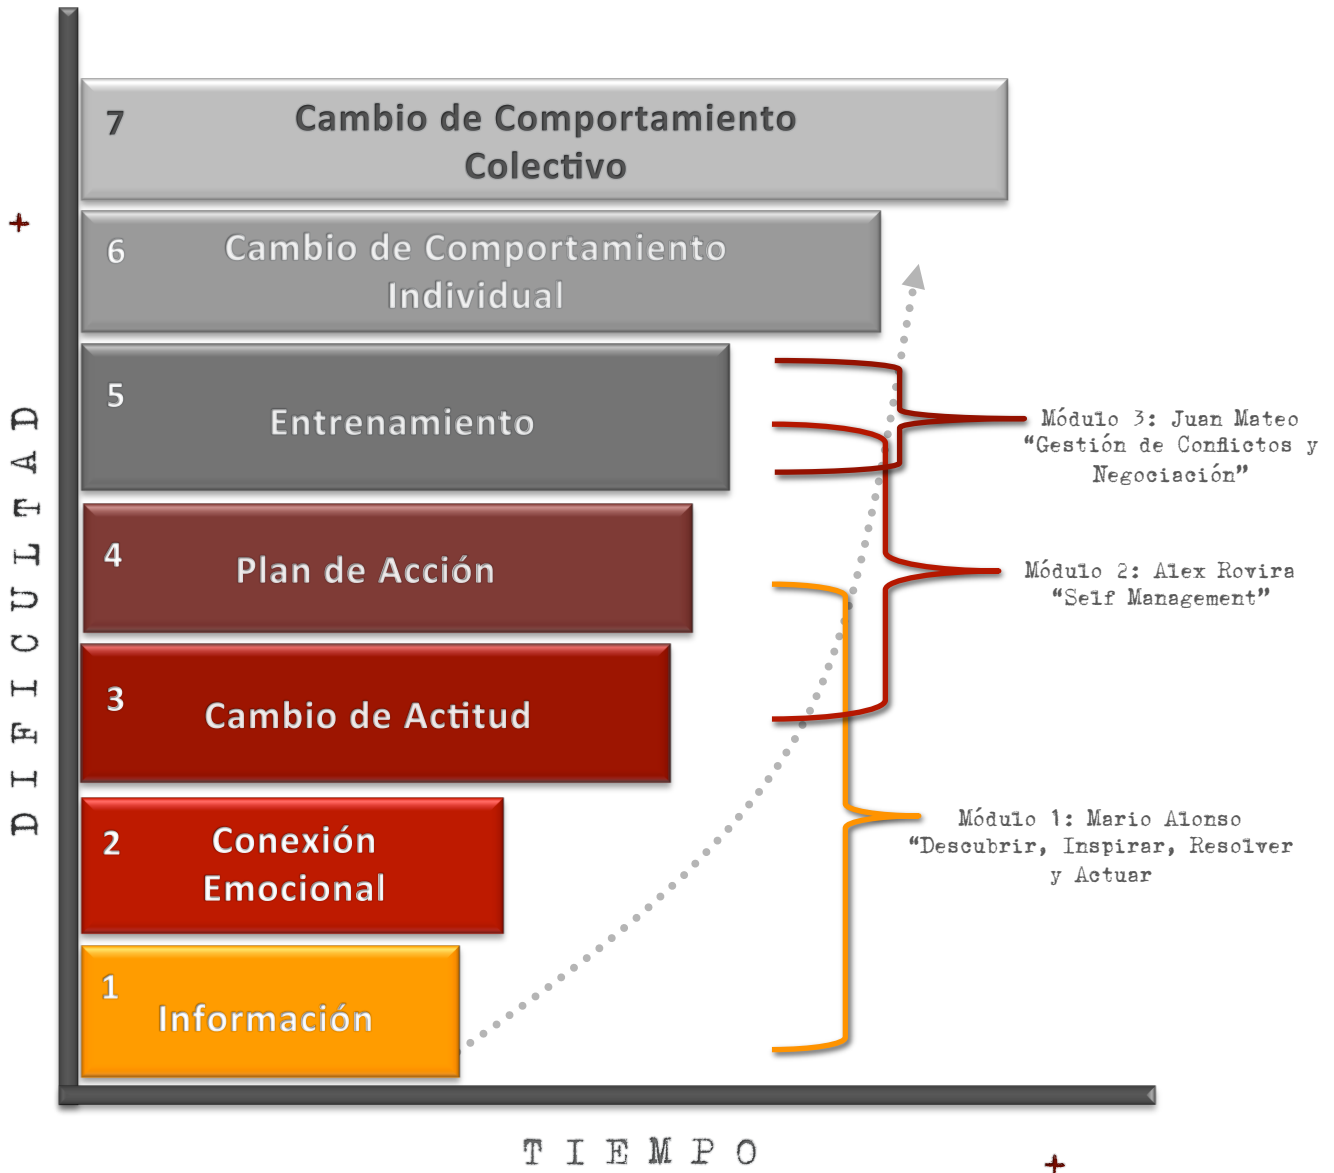 7
Cambio de Comportamiento
Colectivo
+
6
Cambio de Comportamiento
Individual
5
Entrenamiento
Módulo 3: Juan Mateo
“Gestión de Conflictos y
Negociación”
4
Plan de Acción
Módulo 2: Alex Rovira
“Self Management”
3
Cambio de Actitud
2
Conexión
Emocional
Módulo 1: Mario Alonso
“Descubrir, Inspirar, Resolver
y Actuar
1
Información
DIFICULTAD
TIEMPO
+